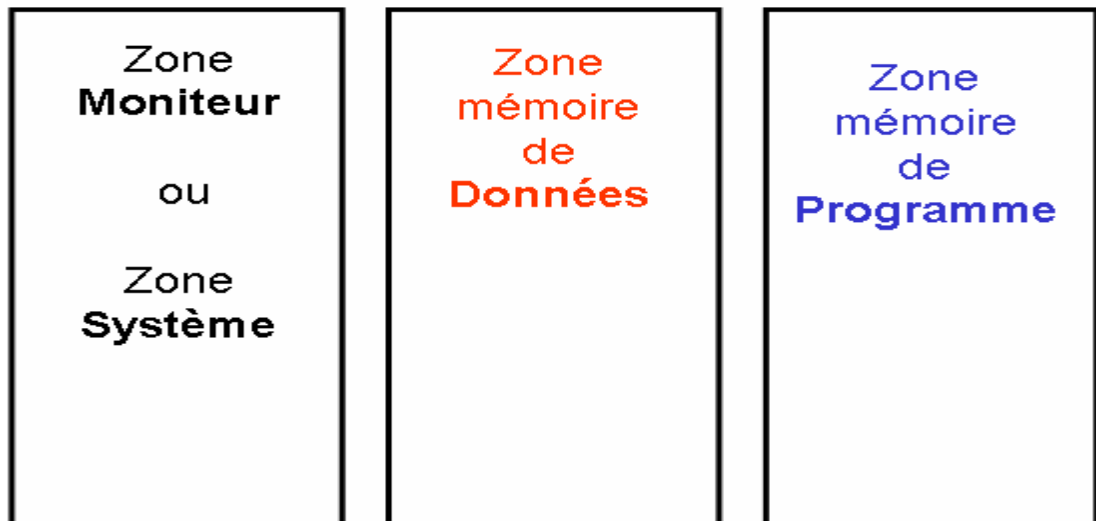 Zone
Moniteur
ou
Zone
Système
Zone
mémoire
de
Données
Zone
mémoire
de
Programme